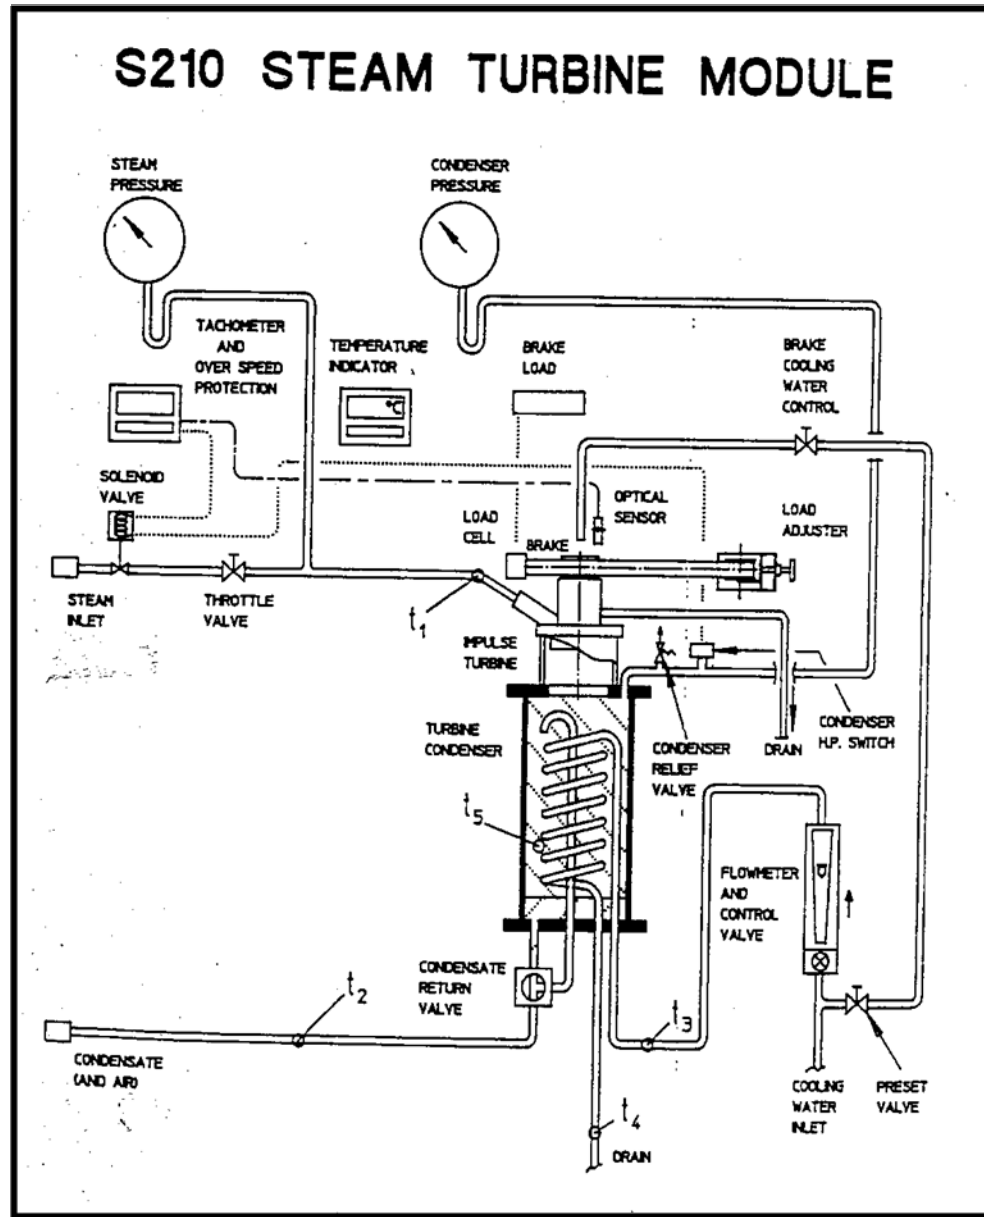 S210 STEAM TURBINE MODULE
STEAM
PRESSURE
CONDENSER
PRESSURE
TACHOMETER
AND
OVER SPEED
PROTECTION
TEMPERATURE
INDICATOR
°C
BRAKE
LOAD
BRAKE
COOLING
WATER
CONTROL
SOLENOID
VALVE
LOAD
CELL
OPTICAL
SENSOR
LOAD
ADJUSTER
BRAKE
STEAM
INLET
THROTTLE
VALVE
t1
IMPULSE
TURBINE
TURBINE
CONDENSER
CONDENSER
RELIEF
VALVE
DRAIN
CONDENSER
H.P. SWITCH
t5
FLOWMETER
AND
CONTROL
VALVE
CONDENSATE
RETURN
VALVE
t2
t3
CONDENSATE
(AND AIR)
COOLING
WATER
INLET
PRESET
VALVE
t4
DRAIN